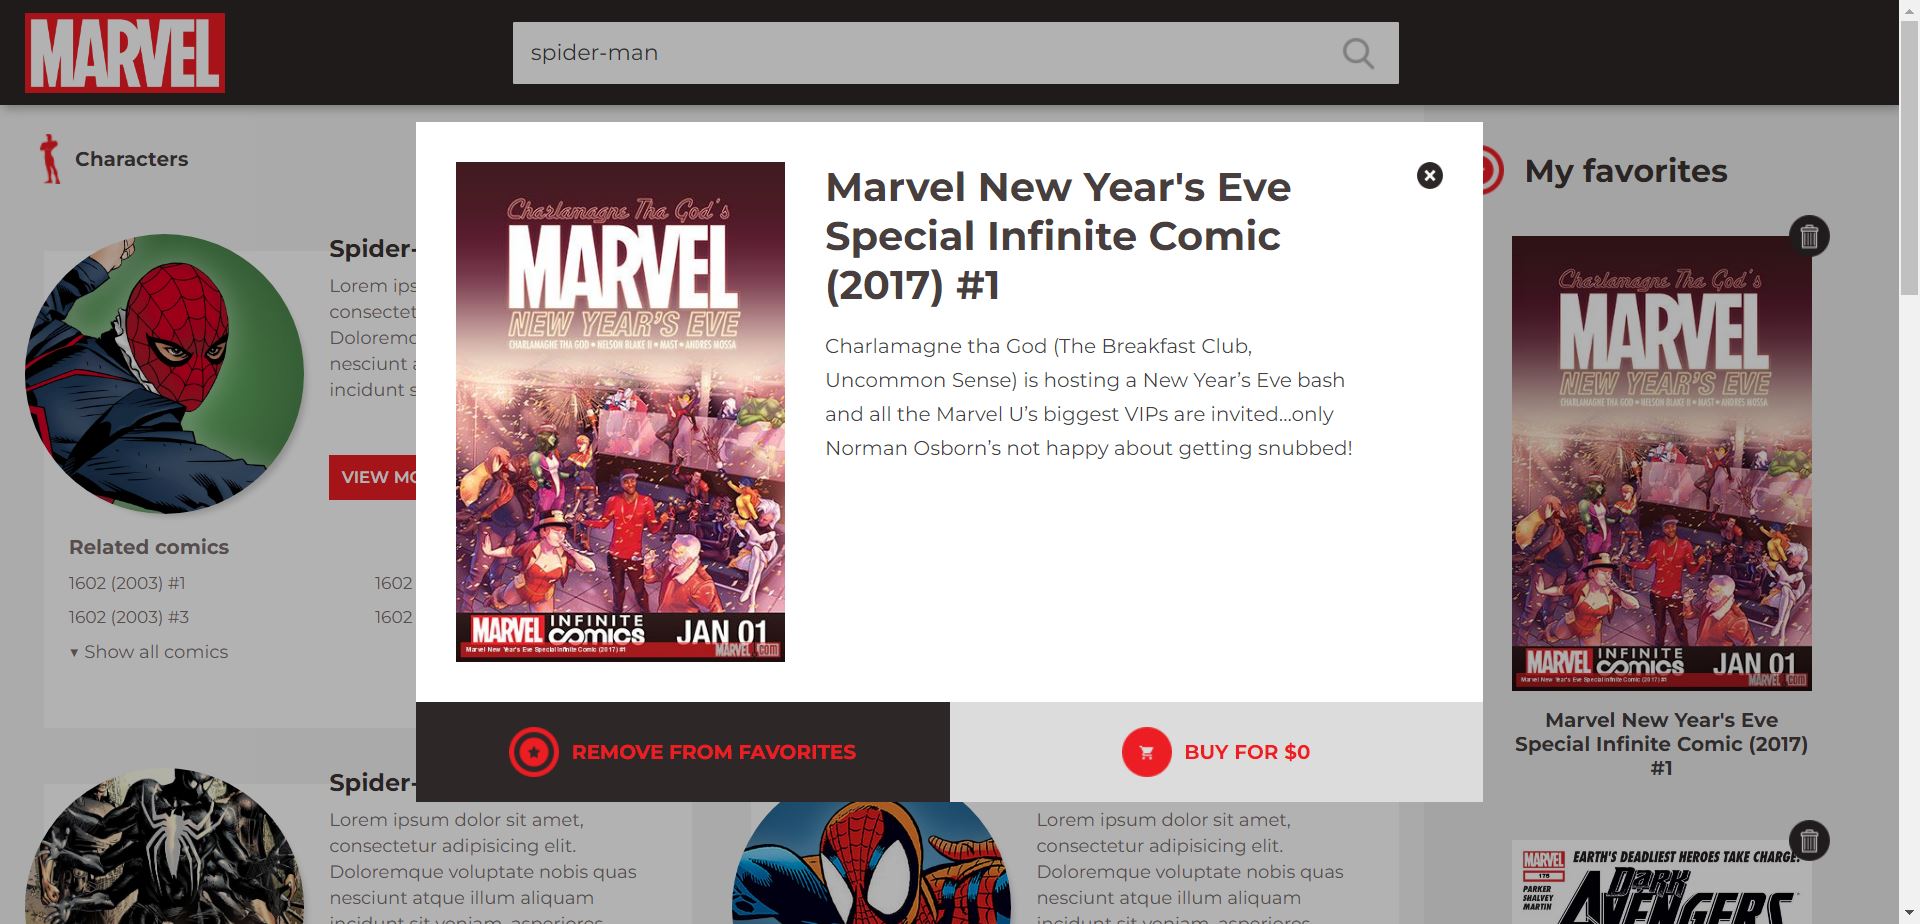 MARVEL
spider-man
Characters
My favorites
Spider-
Lorem ips
consectet
Doloremq
nesciunt a
incidunt s
VIEW MO
Related comics
1602 (2003) #1
1602
1602 (2003) #3
1602
▾ Show all comics
Charlamagne Tha God's
MARVEL
NEW YEAR'S EVE
CHARLAMAGNE THA GOD • NELSON BLAKE II • MAST • ANDRES MOSSA
MARVEL INFINITE COMICS JAN 01
Marvel New Year's Eve Special Infinite Comic (2017) #1
MARVEL.com
Marvel New Year's Eve
Special Infinite Comic
(2017) #1
Charlamagne tha God (The Breakfast Club,
Uncommon Sense) is hosting a New Year’s Eve bash
and all the Marvel U’s biggest VIPs are invited...only
Norman Osborn’s not happy about getting snubbed!
REMOVE FROM FAVORITES
BUY FOR $0
Charlamagne Tha God's
MARVEL
NEW YEAR'S EVE
CHARLAMAGNE THA GOD • NELSON BLAKE II • MAST • ANDRES MOSSA
MARVEL INFINITE COMICS JAN 01
Marvel New Year's Eve Special Infinite Comic (2017) #1
MARVEL.com
Marvel New Year's Eve
Special Infinite Comic (2017)
#1
Spider-
Lorem ipsum dolor sit amet,
consectetur adipisicing elit.
Doloremque voluptate nobis quas
nesciunt atque illum aliquam
incidunt sit veniam, asperiores
Lorem ipsum dolor sit amet,
consectetur adipisicing elit.
Doloremque voluptate nobis quas
nesciunt atque illum aliquam
incidunt sit veniam, asperiores
MARVEL
175
PARKER
SHALVEY
MARTIN
EARTH'S DEADLIEST HEROES TAKE CHARGE!
DARK
AVENGERS